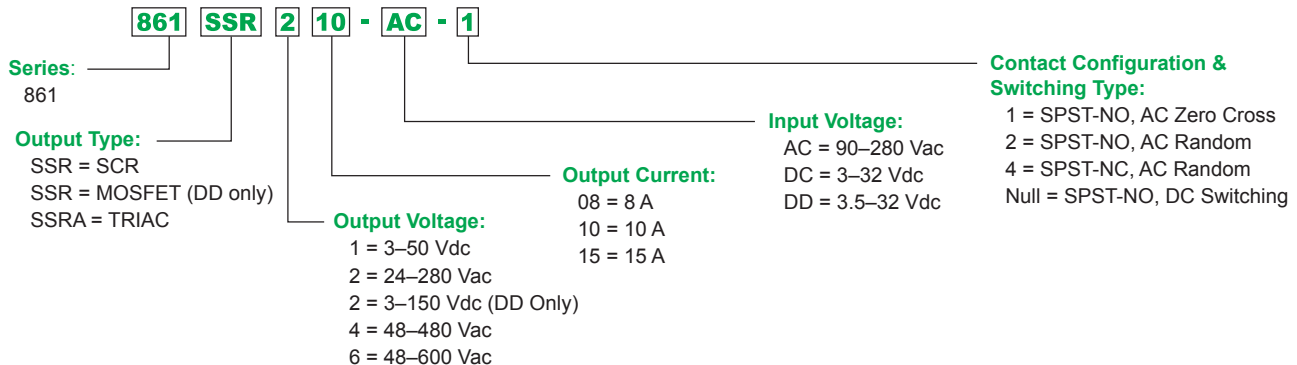 861 SSR 2 10 - AC - 1
Series:
861
Output Type:
SSR = SCR
SSR = MOSFET (DD only)
SSRA = TRIAC
Output Voltage:
1 = 3–50 Vdc
2 = 24–280 Vac
2 = 3–150 Vdc (DD Only)
4 = 48–480 Vac
6 = 48–600 Vac
Output Current:
08 = 8 A
10 = 10 A
15 = 15 A
Input Voltage:
AC = 90–280 Vac
DC = 3–32 Vdc
DD = 3.5–32 Vdc
Contact Configuration &
Switching Type:
1 = SPST-NO, AC Zero Cross
2 = SPST-NO, AC Random
4 = SPST-NC, AC Random
Null = SPST-NO, DC Switching